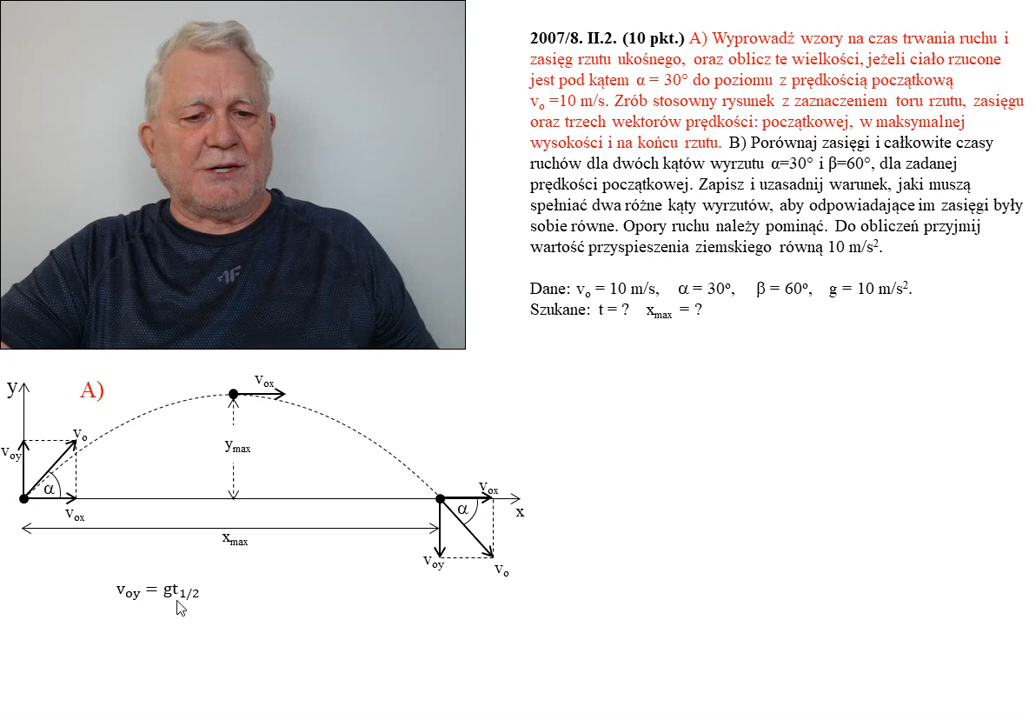 2007/8. II.2. (10 pkt.) A) Wyprowadź wzory na czas trwania ruchu i
zasięg rzutu ukośnego, oraz oblicz te wielkości, jeżeli ciało rzucone
jest pod kątem α = 30° do poziomu z prędkością początkową
vₒ =10 m/s. Zrób stosowny rysunek z zaznaczeniem toru rzutu, zasięgu
oraz trzech wektorów prędkości: początkowej, w maksymalnej
wysokości i na końcu rzutu. B) Porównaj zasięgi i całkowite czasy
ruchów dla dwóch kątów wyrzutu α=30° i β=60°, dla zadanej
prędkości początkowej. Zapisz i uzasadnij warunek, jaki muszą
spełniać dwa różne kąty wyrzutów, aby odpowiadające im zasięgi były
sobie równe. Opory ruchu należy pominąć. Do obliczeń przyjmij
wartość przyspieszenia ziemskiego równą 10 m/s².
Dane: vₒ = 10 m/s, α = 30º, β = 60º, g = 10 m/s².
Szukane: t = ? xmax = ?
y
A)
vox
vo
voy
ymax
α
vox
vox
α
x
xmax
voy
vo
voy = gt1/2